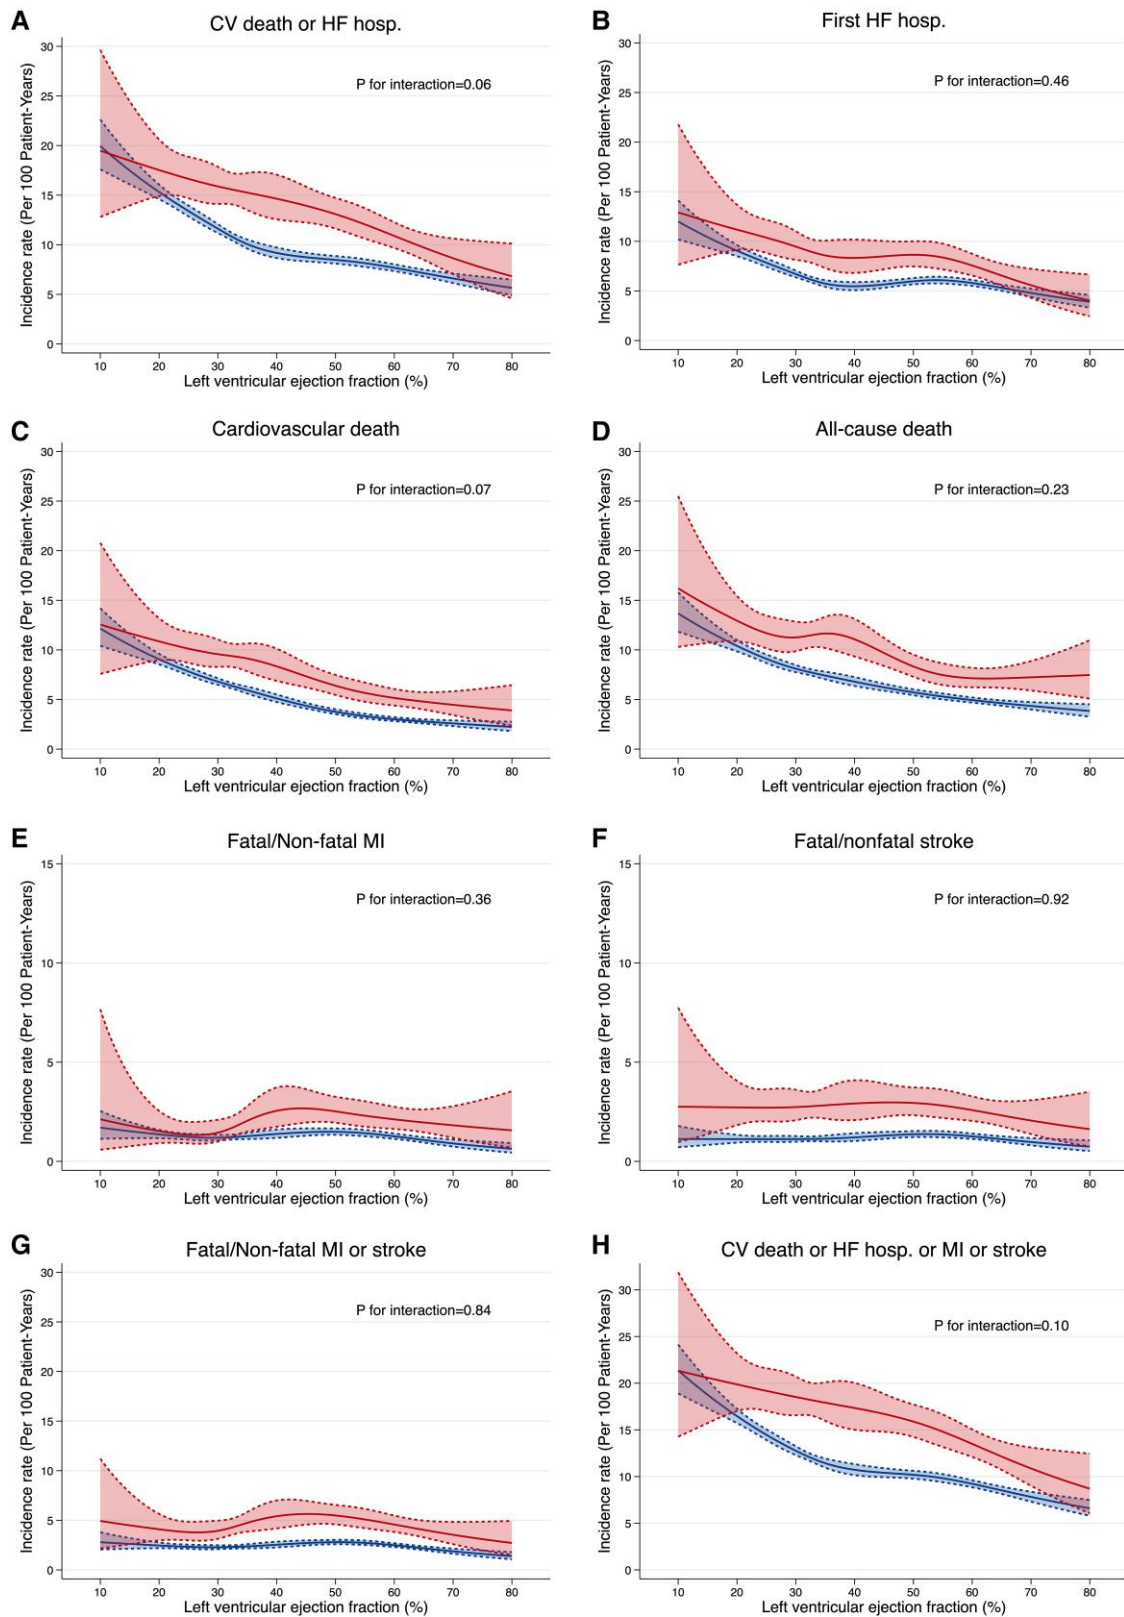 A
CV death or HF hosp.
P for interaction=0.06
Incidence rate (Per 100 Patient-Years)
30
25
20
15
10
5
0
10 20 30 40 50 60 70 80
Left ventricular ejection fraction (%)
B
First HF hosp.
P for interaction=0.46
Incidence rate (Per 100 Patient-Years)
30
25
20
15
10
5
0
10 20 30 40 50 60 70 80
Left ventricular ejection fraction (%)
C
Cardiovascular death
P for interaction=0.07
Incidence rate (Per 100 Patient-Years)
30
25
20
15
10
5
0
10 20 30 40 50 60 70 80
Left ventricular ejection fraction (%)
D
All-cause death
P for interaction=0.23
Incidence rate (Per 100 Patient-Years)
30
25
20
15
10
5
0
10 20 30 40 50 60 70 80
Left ventricular ejection fraction (%)
E
Fatal/Non-fatal MI
P for interaction=0.36
Incidence rate (Per 100 Patient-Years)
15
10
5
0
10 20 30 40 50 60 70 80
Left ventricular ejection fraction (%)
F
Fatal/nonfatal stroke
P for interaction=0.92
Incidence rate (Per 100 Patient-Years)
15
10
5
0
10 20 30 40 50 60 70 80
Left ventricular ejection fraction (%)
G
Fatal/Non-fatal MI or stroke
P for interaction=0.84
Incidence rate (Per 100 Patient-Years)
30
25
20
15
10
5
0
10 20 30 40 50 60 70 80
Left ventricular ejection fraction (%)
H
CV death or HF hosp. or MI or stroke
P for interaction=0.10
Incidence rate (Per 100 Patient-Years)
30
25
20
15
10
5
0
10 20 30 40 50 60 70 80
Left ventricular ejection fraction (%)